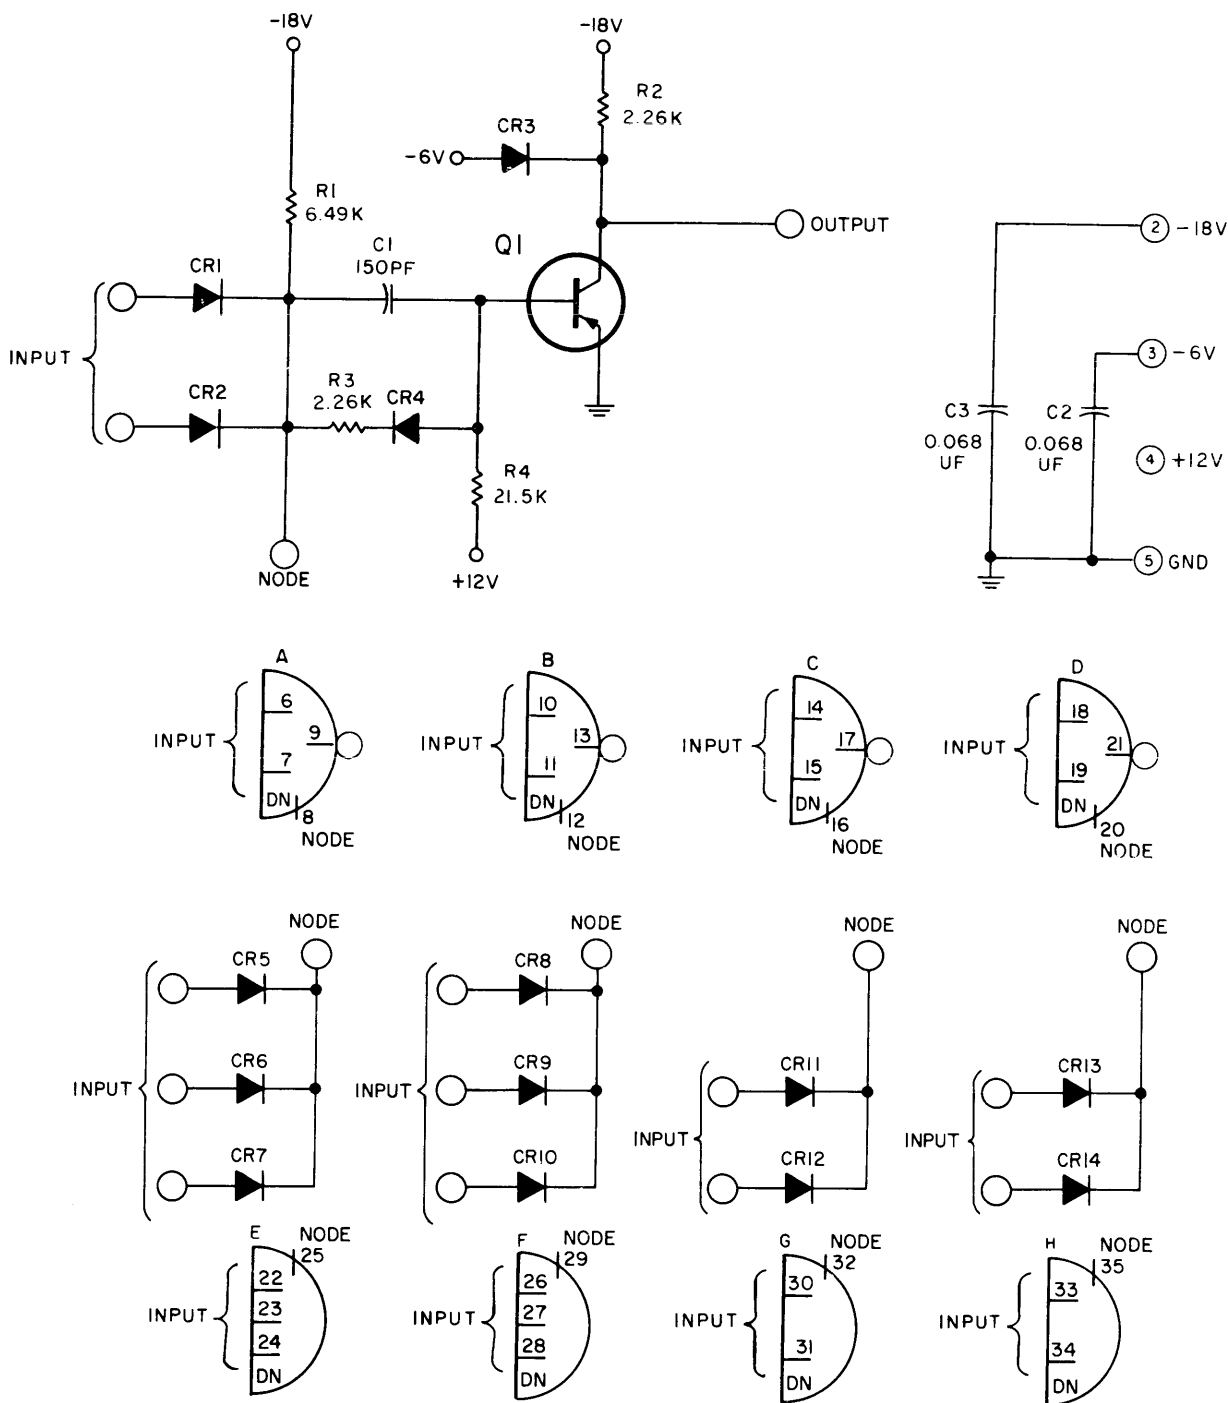 -18V
R1
6.49K
-18V
R2
2.26K
CR3
-6V
OUTPUT
Q1
C1
150PF
CR1
INPUT
CR2
R3
2.26K
CR4
R4
21.5K
NODE
+12V
2 -18V
3 -6V
C3
0.068
UF
C2
0.068
UF
4 +12V
5 GND
A
INPUT
6
9
7
DN
8
NODE
B
INPUT
10
13
11
DN
12
NODE
C
INPUT
14
17
15
DN
16
NODE
D
INPUT
18
21
19
DN
20
NODE
NODE
CR5
CR6
INPUT
CR7
NODE
CR8
CR9
INPUT
CR10
NODE
CR11
INPUT
CR12
NODE
CR13
INPUT
CR14
E
NODE
25
22
INPUT
23
24
DN
F
NODE
29
26
INPUT
27
28
DN
G
NODE
32
30
INPUT
31
DN
H
NODE
35
33
INPUT
34
DN